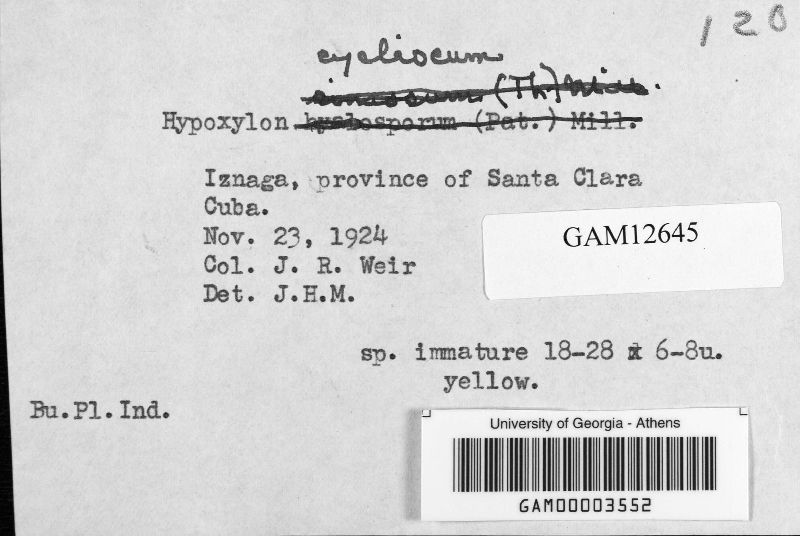 120
cycliscum
(Th) Mill.
Hypoxylon hyalosporum (Pat.) Mill.
Iznaga, province of Santa Clara
Cuba.
Nov. 23, 1924
GAM12645
Col. J. R. Weir
Det. J.H.M.
sp. immature 18-28 x 6-8u.
yellow.
Bu.Pl.Ind.
University of Georgia - Athens
GAM00003552